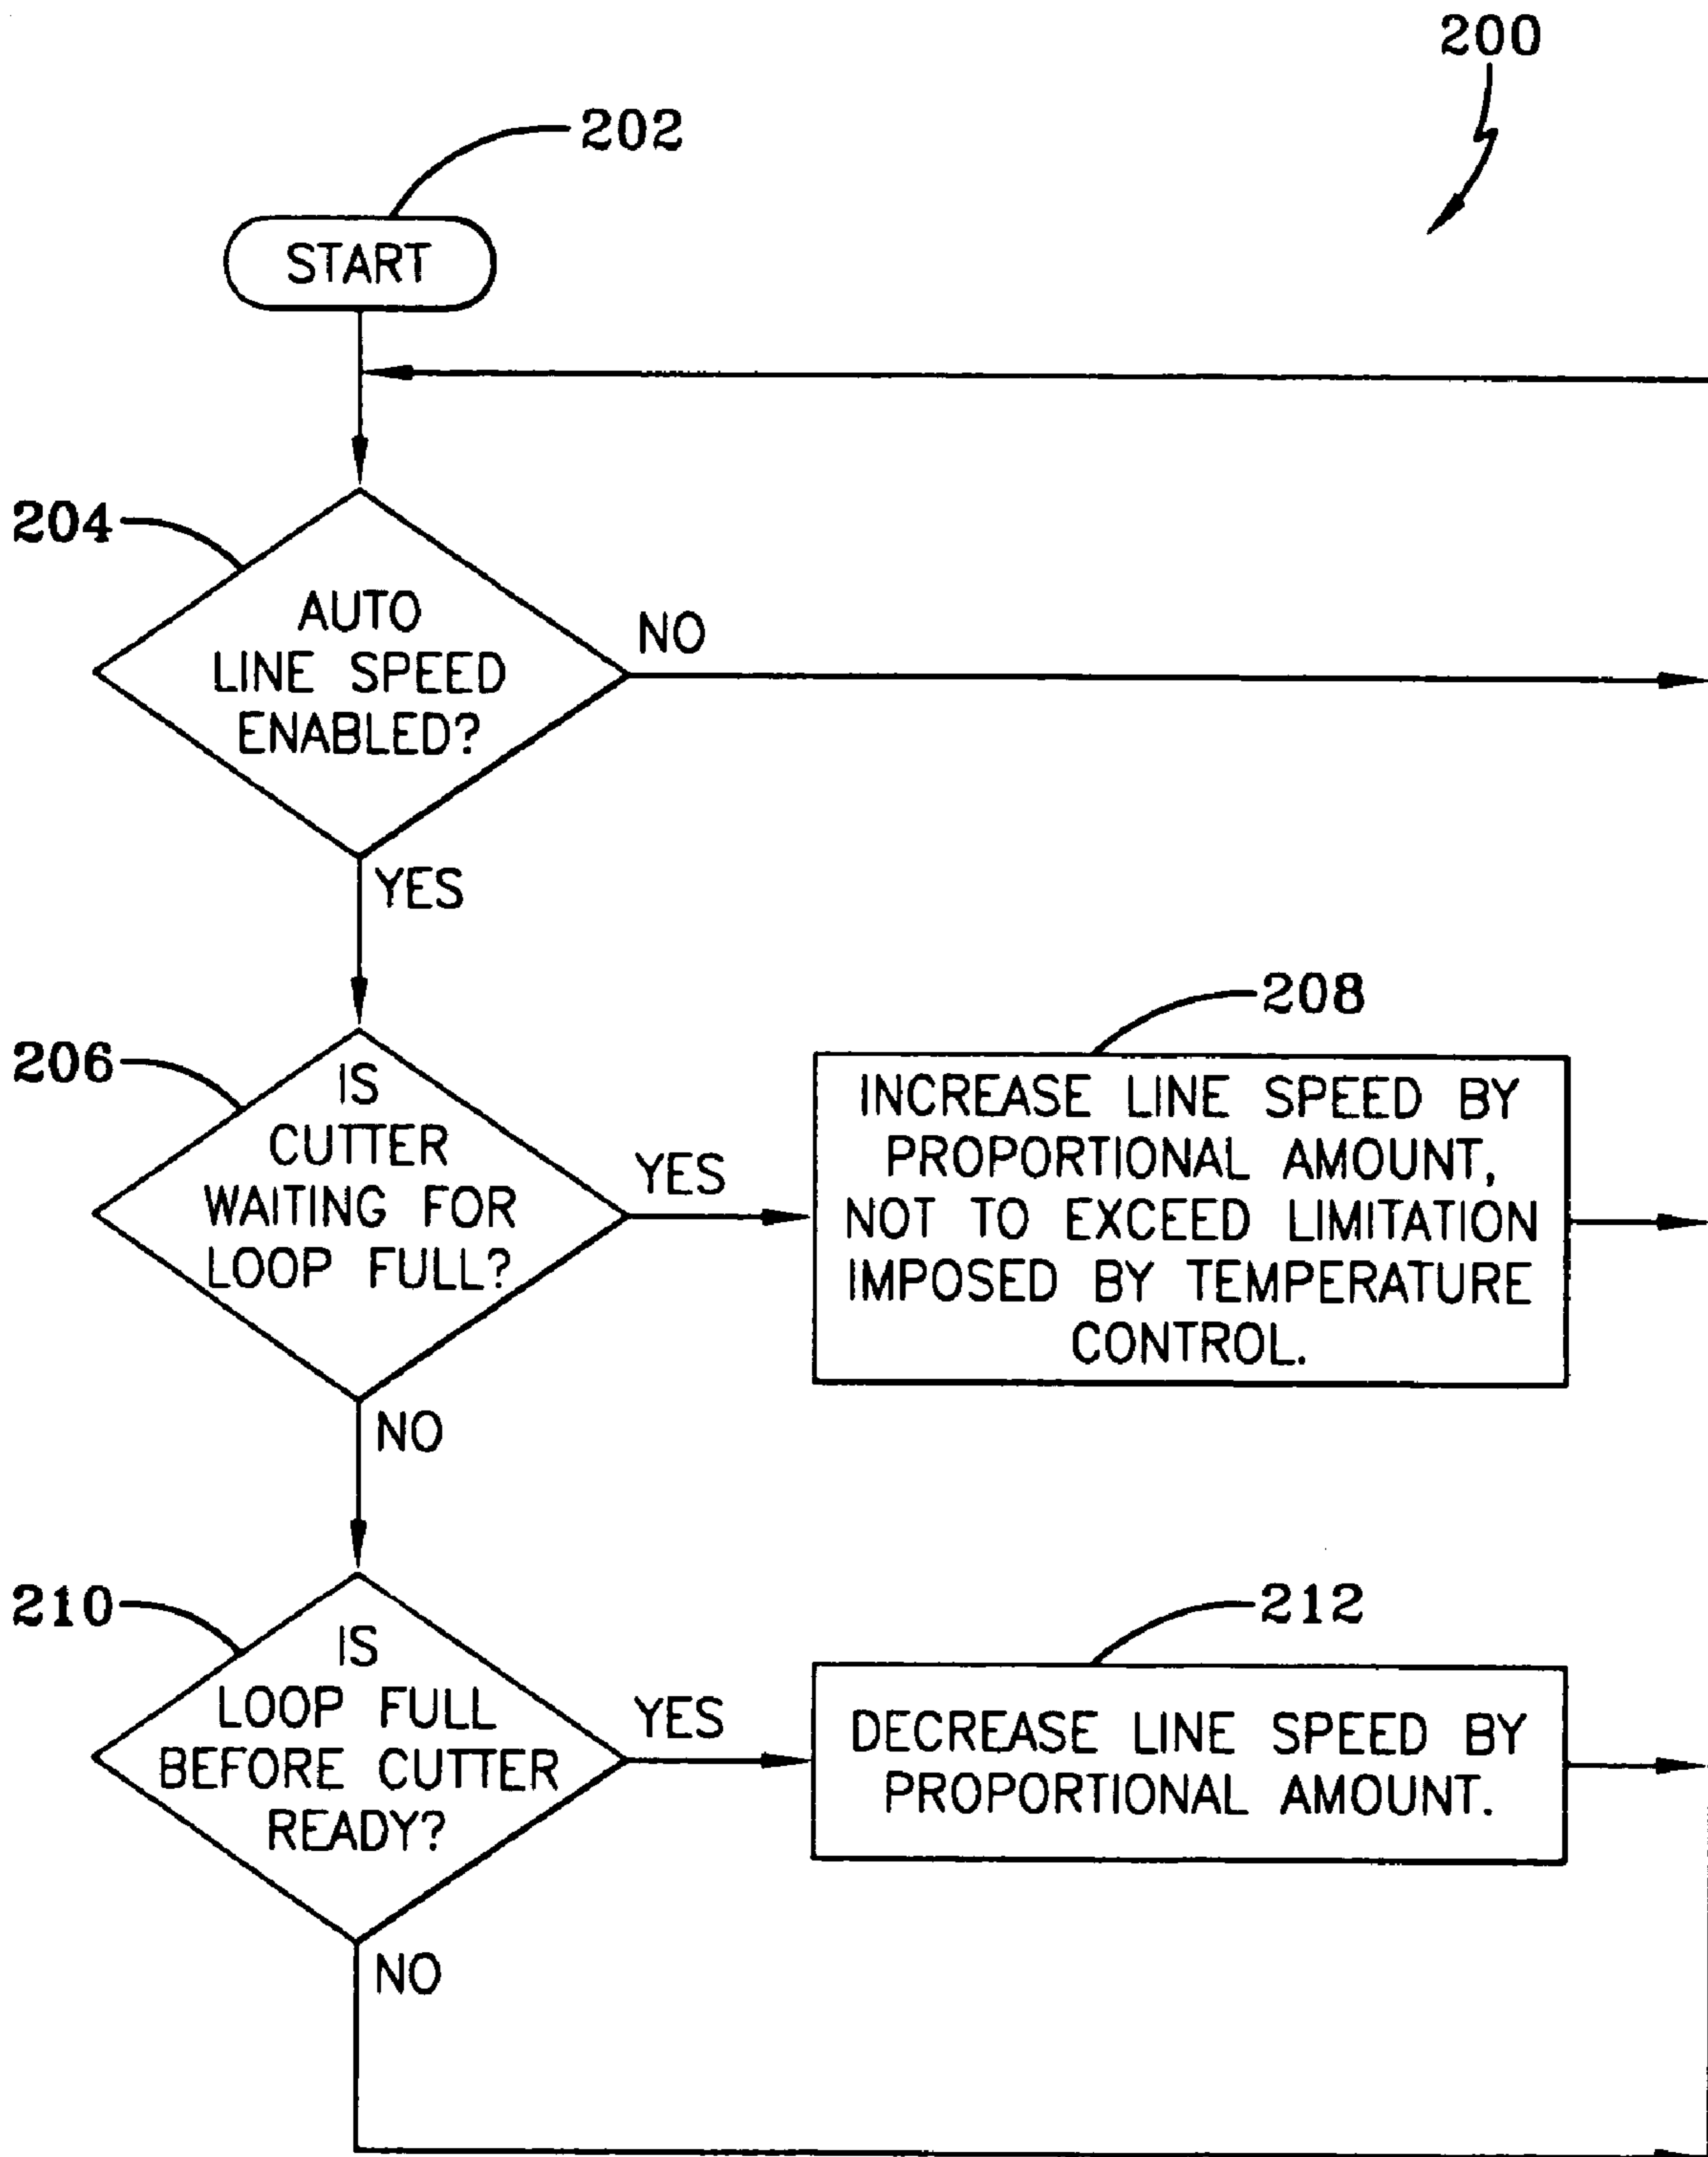 200
202
START
204
AUTO
LINE SPEED
ENABLED?
NO
YES
206
IS
CUTTER
WAITING FOR
LOOP FULL?
YES
208
INCREASE LINE SPEED BY
PROPORTIONAL AMOUNT,
NOT TO EXCEED LIMITATION
IMPOSED BY TEMPERATURE
CONTROL.
NO
210
IS
LOOP FULL
BEFORE CUTTER
READY?
YES
212
DECREASE LINE SPEED BY
PROPORTIONAL AMOUNT.
NO